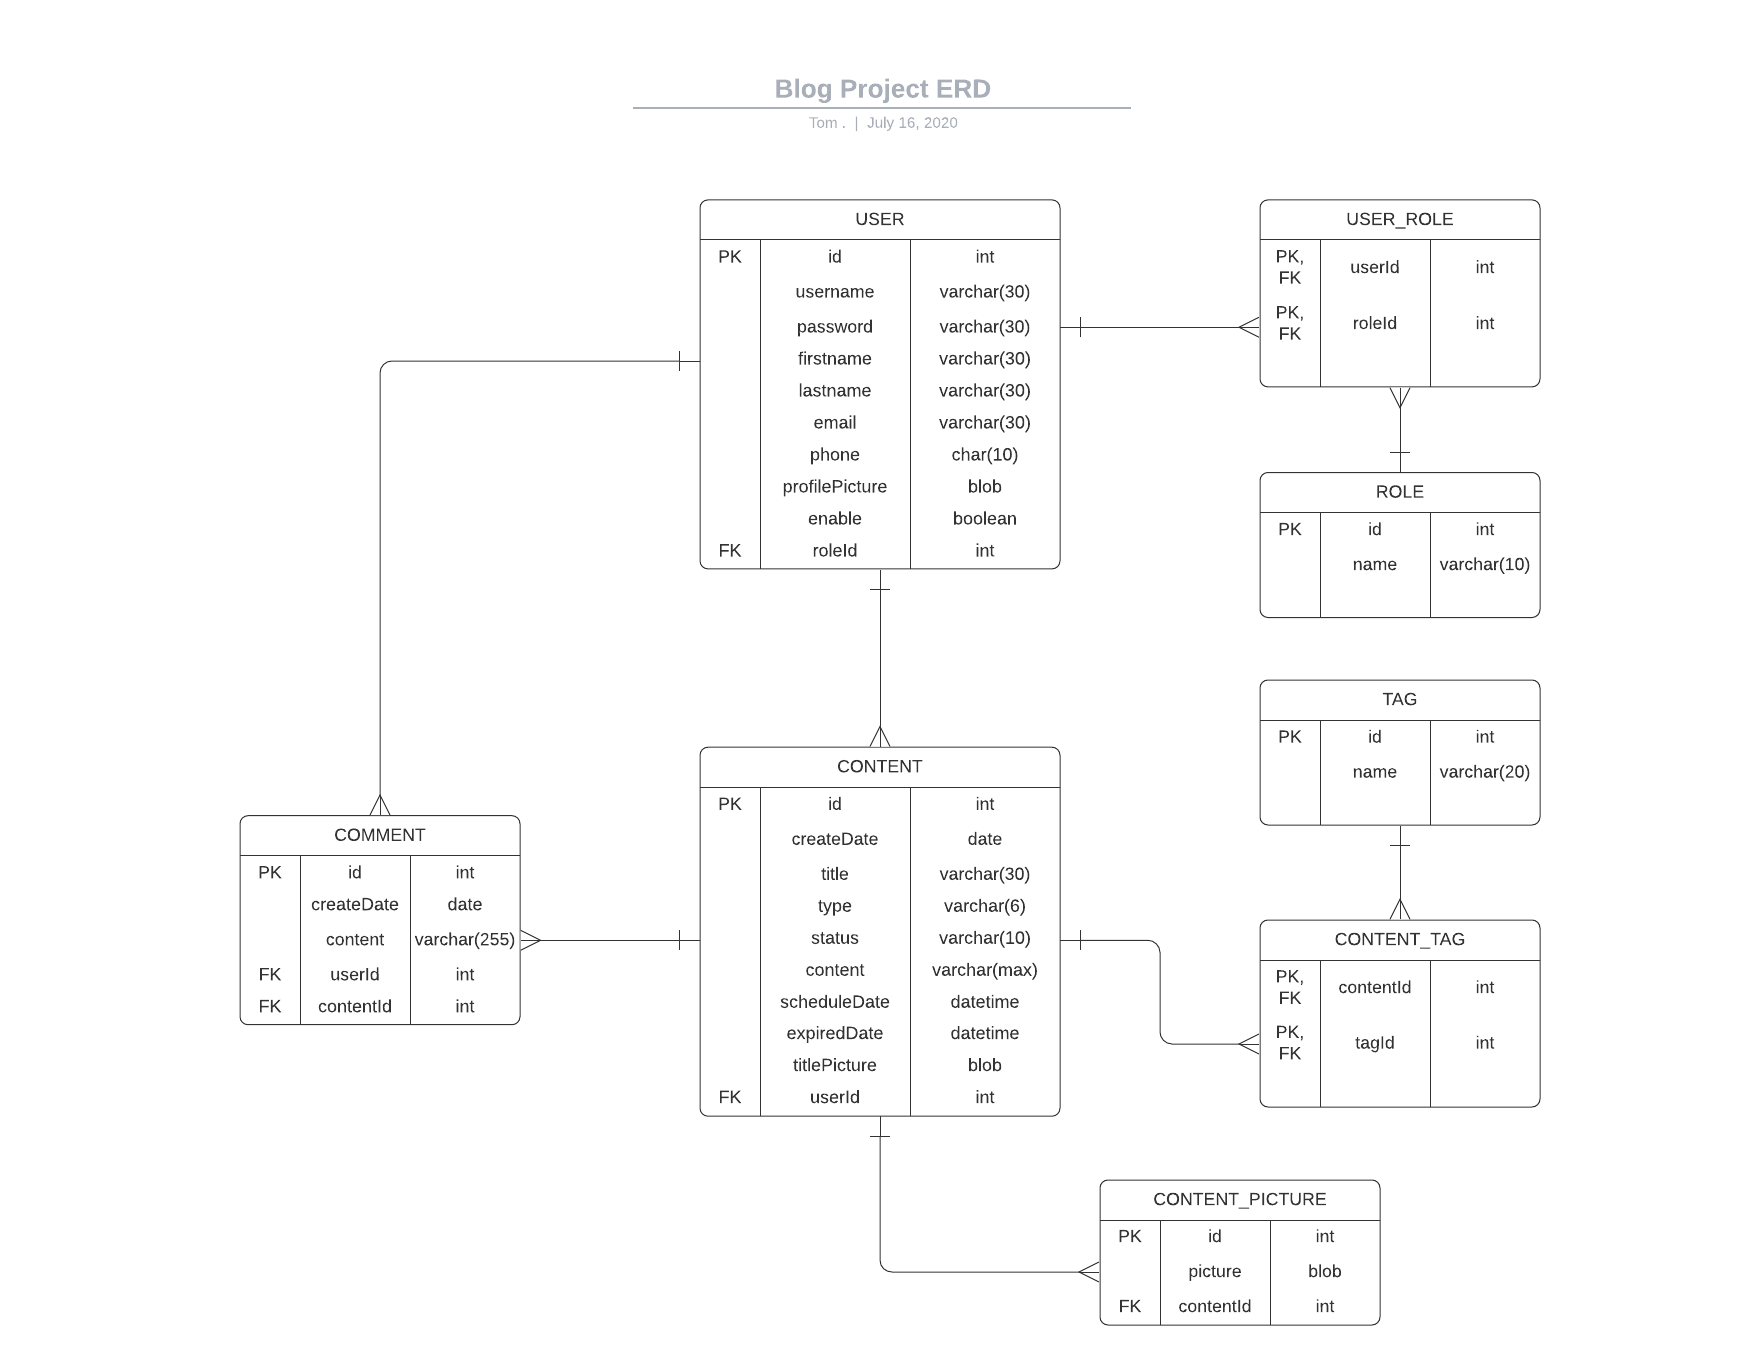 Blog Project ERD
Tom . | July 16, 2020
USER
PK id int
username varchar(30)
password varchar(30)
firstname varchar(30)
lastname varchar(30)
email varchar(30)
phone char(10)
profilePicture blob
enable boolean
FK roleId int
USER_ROLE
PK,
FK userId int
PK,
FK roleId int
ROLE
PK id int
name varchar(10)
TAG
PK id int
name varchar(20)
CONTENT
PK id int
createDate date
title varchar(30)
type varchar(6)
status varchar(10)
content varchar(max)
scheduleDate datetime
expiredDate datetime
titlePicture blob
FK userId int
COMMENT
PK id int
createDate date
content varchar(255)
FK userId int
FK contentId int
CONTENT_TAG
PK,
FK contentId int
PK,
FK tagId int
CONTENT_PICTURE
PK id int
picture blob
FK contentId int